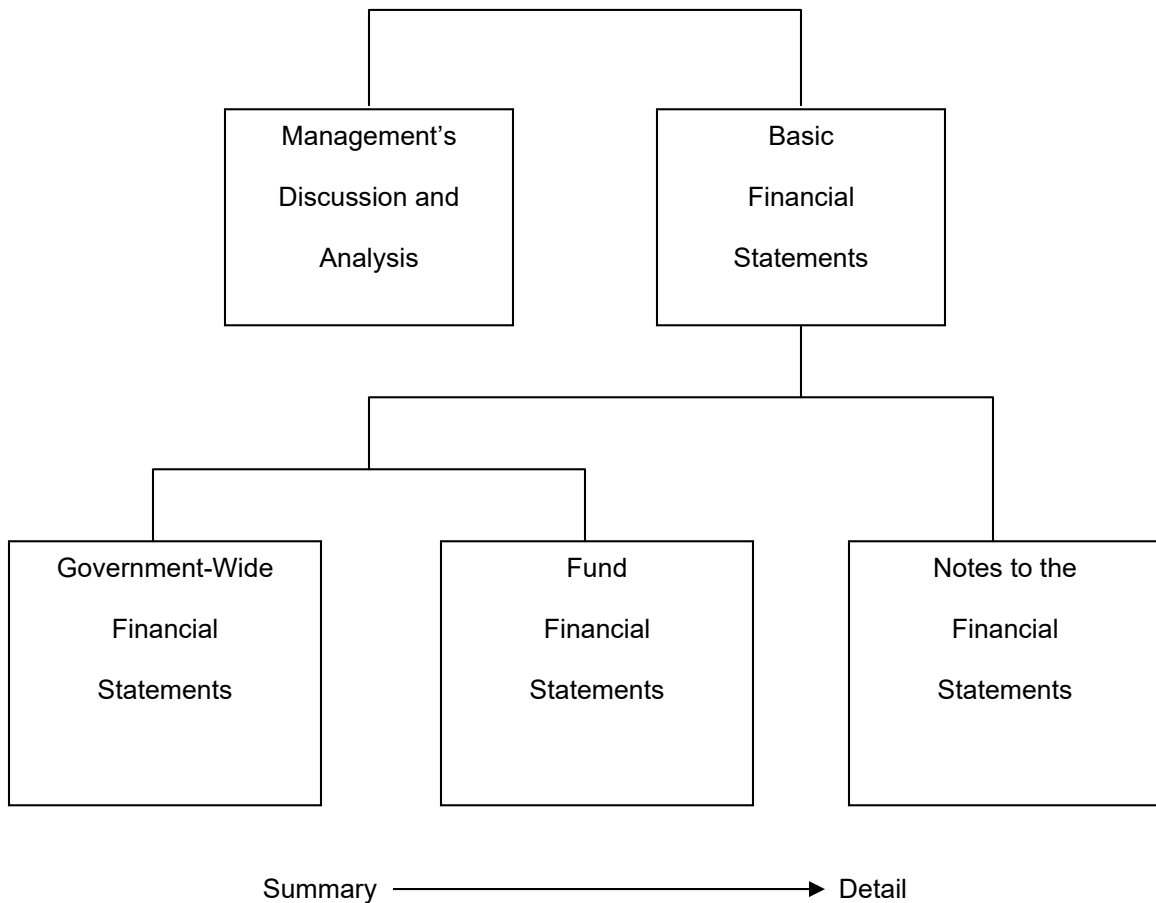 Management’s
Discussion and
Analysis
Basic
Financial
Statements
Government-Wide
Financial
Statements
Fund
Financial
Statements
Notes to the
Financial
Statements
Summary
Detail